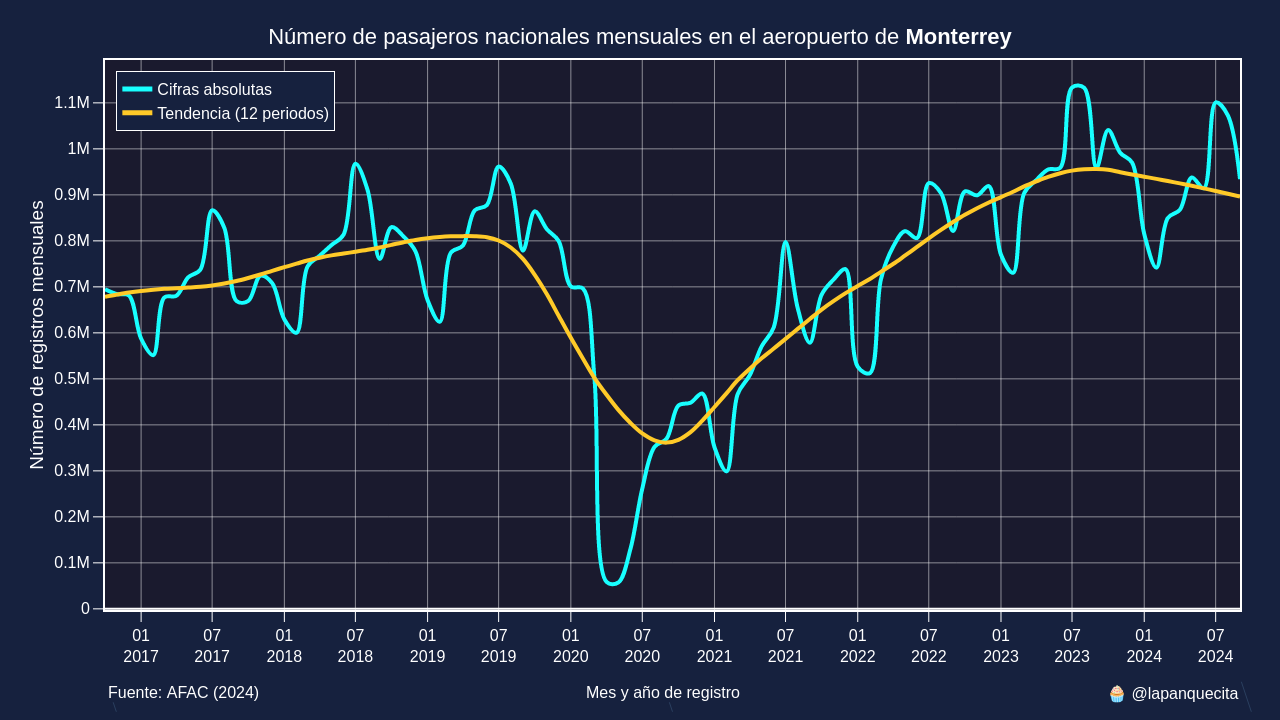 Número de pasajeros nacionales mensuales en el aeropuerto de Monterrey
Cifras absolutas
Tendencia (12 periodos)
Número de registros mensuales
1.1M
1M
0.9M
0.8M
0.7M
0.6M
0.5M
0.4M
0.3M
0.2M
0.1M
0
01 07 01 07 01 07 01 07 01 07 01 07 01 07 01 07
2017 2017 2018 2018 2019 2019 2020 2020 2021 2021 2022 2022 2023 2023 2024 2024
Fuente: AFAC (2024)
Mes y año de registro
🧁 @lapanquecita